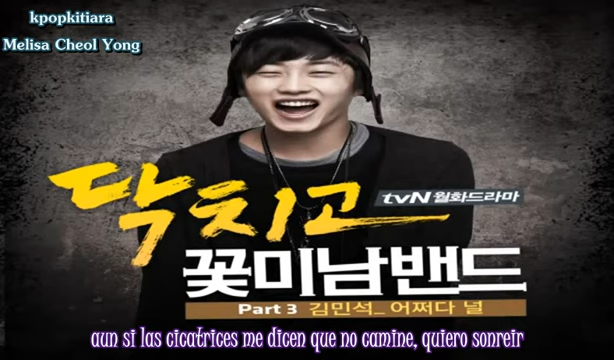 kpopkitiara
Melisa Cheol Yong
닥치고
tvN 월화드라마
꽃미남밴드
Part 3 김민석_ 어쩌다 널
aun si las cicatrices me dicen que no camine, quiero sonreir